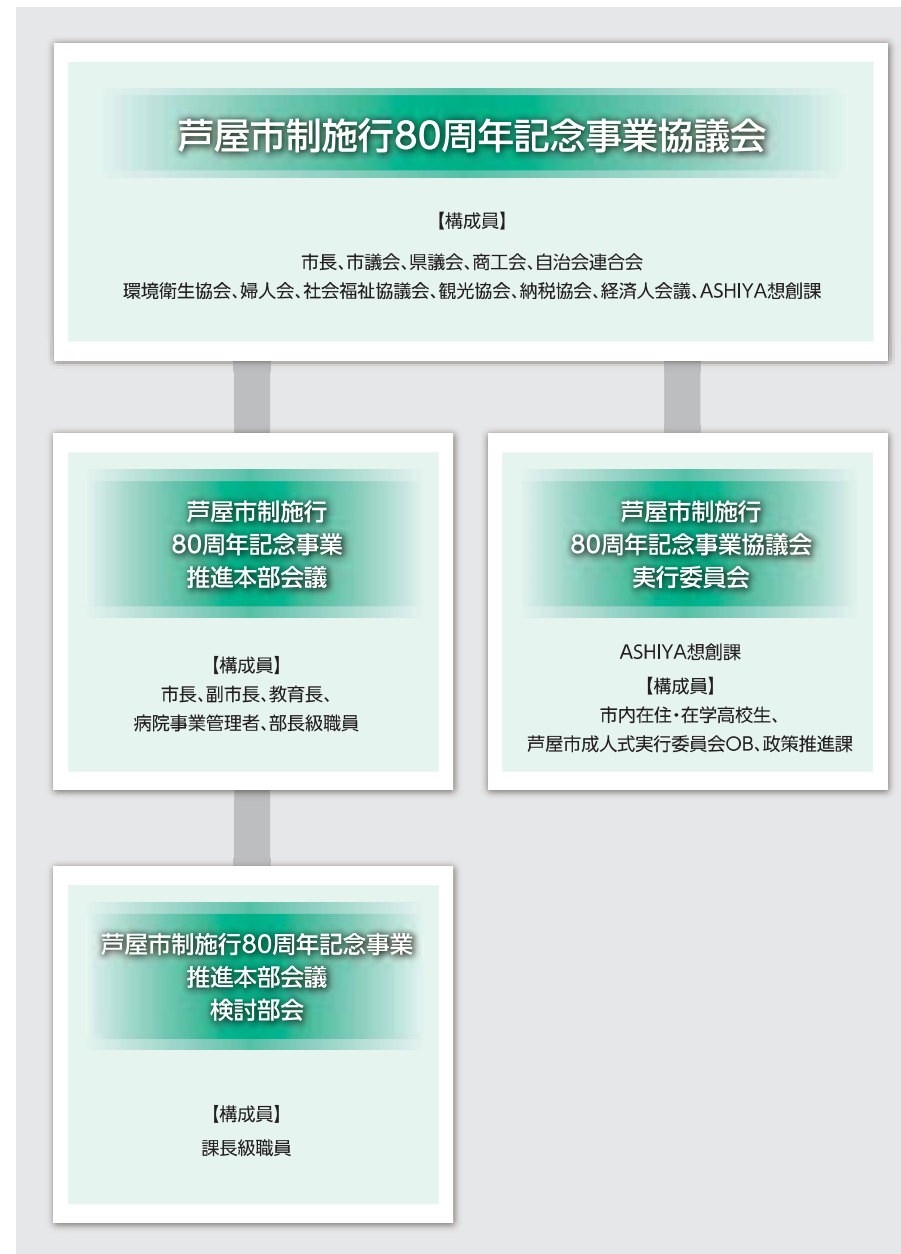 芦屋市制施行80周年記念事業協議会
【構成員】
市長、市議会、県議会、商工会、自治会連合会
環境衛生協会、婦人会、社会福祉協議会、観光協会、納税協会、経済人会議、ASHIYA想創課
芦屋市制施行
80周年記念事業
推進本部会議
【構成員】
市長、副市長、教育長、
病院事業管理者、部長級職員
芦屋市制施行
80周年記念事業協議会
実行委員会
ASHIYA想創課
【構成員】
市内在住・在学高校生、
芦屋市成人式実行委員会OB、政策推進課
芦屋市制施行80周年記念事業
推進本部会議
検討部会
【構成員】
課長級職員